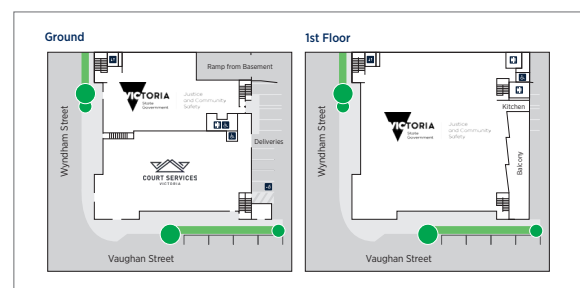 Ground
1st Floor
Ramp from Basement
VICTORIA
State
Government
Justice
and Community
Safety
Wyndham Street
Deliveries
COURT SERVICES
VICTORIA
Vaughan Street
Kitchen
VICTORIA
State
Government
Justice
and Community
Safety
Wyndham Street
Balcony
Vaughan Street